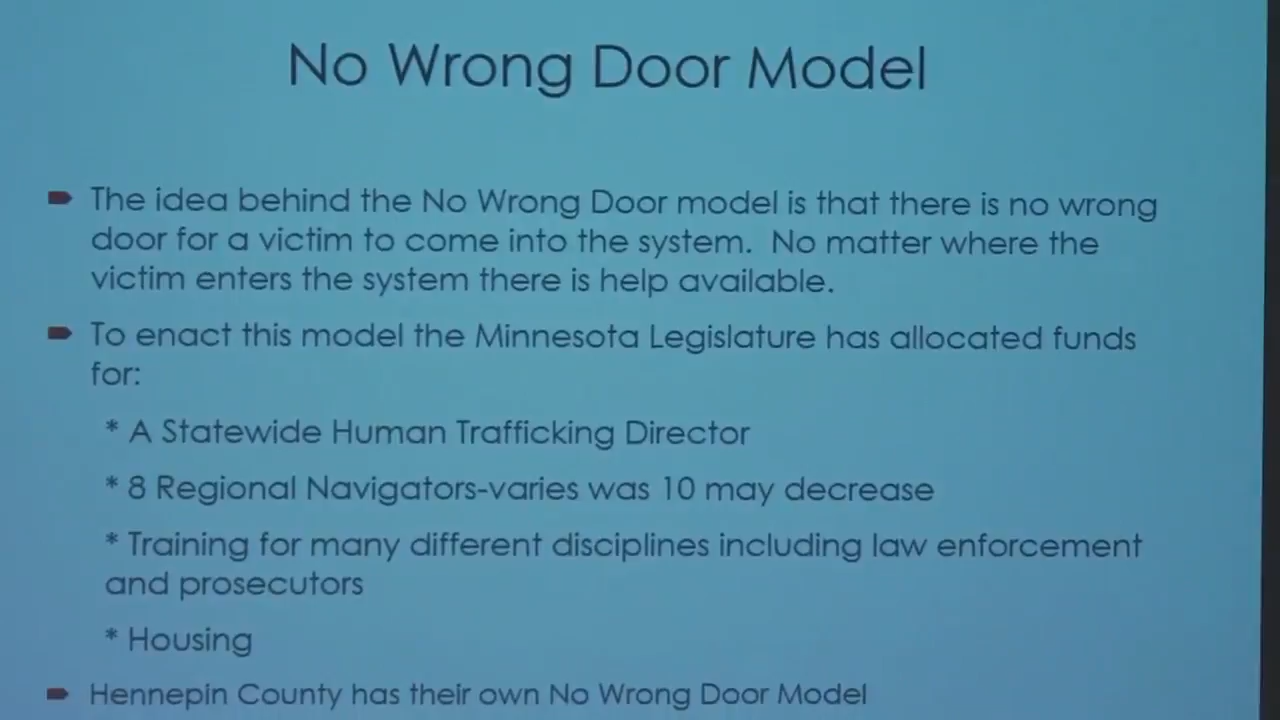 No Wrong Door Model
The idea behind the No Wrong Door model is that there is no wrong
door for a victim to come into the system. No matter where the
victim enters the system there is help available.
To enact this model the Minnesota Legislature has allocated funds
for:
* A Statewide Human Trafficking Director
* 8 Regional Navigators-varies was 10 may decrease
* Training for many different disciplines including law enforcement
and prosecutors
* Housing
Hennepin County has their own No Wrong Door Model